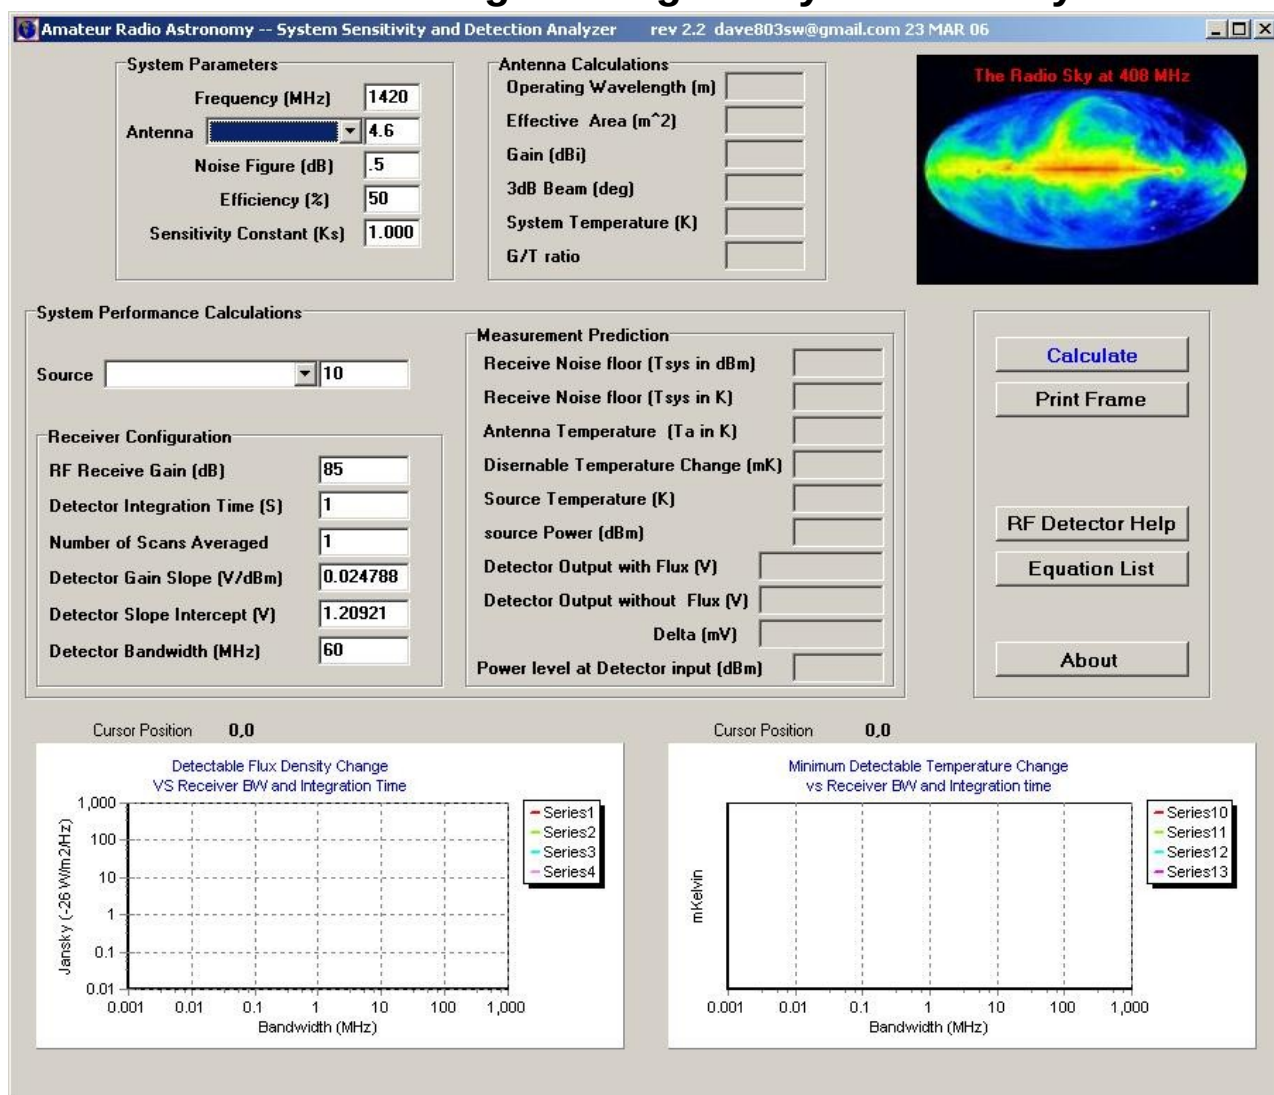 Amateur Radio Astronomy -- System Sensitivity and Detection Analyzer rev 2.2 dave803sw@gmail.com 23 MAR 06
System Parameters
Frequency (MHz) 1420
Antenna 4.6
Noise Figure (dB) .5
Efficiency (%) 50
Sensitivity Constant (Ks) 1.000
Antenna Calculations
Operating Wavelength (m)
Effective Area (m^2)
Gain (dBi)
3dB Beam (deg)
System Temperature (K)
G/T ratio
The Radio Sky at 408 MHz
System Performance Calculations
Source 10
Receiver Configuration
RF Receive Gain (dB) 85
Detector Integration Time (S) 1
Number of Scans Averaged 1
Detector Gain Slope (V/dBm) 0.024788
Detector Slope Intercept (V) 1.20921
Detector Bandwidth (MHz) 60
Measurement Prediction
Receive Noise floor (Tsys in dBm)
Receive Noise floor (Tsys in K)
Antenna Temperature (Ta in K)
Disernable Temperature Change (mK)
Source Temperature (K)
source Power (dBm)
Detector Output with Flux (V)
Detector Output without Flux (V)
Delta (mV)
Power level at Detector input (dBm)
Calculate
Print Frame
RF Detector Help
Equation List
About
Cursor Position 0,0
Detectable Flux Density Change
VS Receiver BW and Integration Time
Jansky (-26 W/m2/Hz)
1,000
100
10
1
0.1
0.01
0.001 0.01 0.1 1 10 100 1,000
Bandwidth (MHz)
Series1
Series2
Series3
Series4
Cursor Position 0,0
Minimum Detectable Temperature Change
vs Receiver BW and Integration time
mKelvin
0.001 0.01 0.1 1 10 100 1,000
Bandwidth (MHz)
Series10
Series11
Series12
Series13